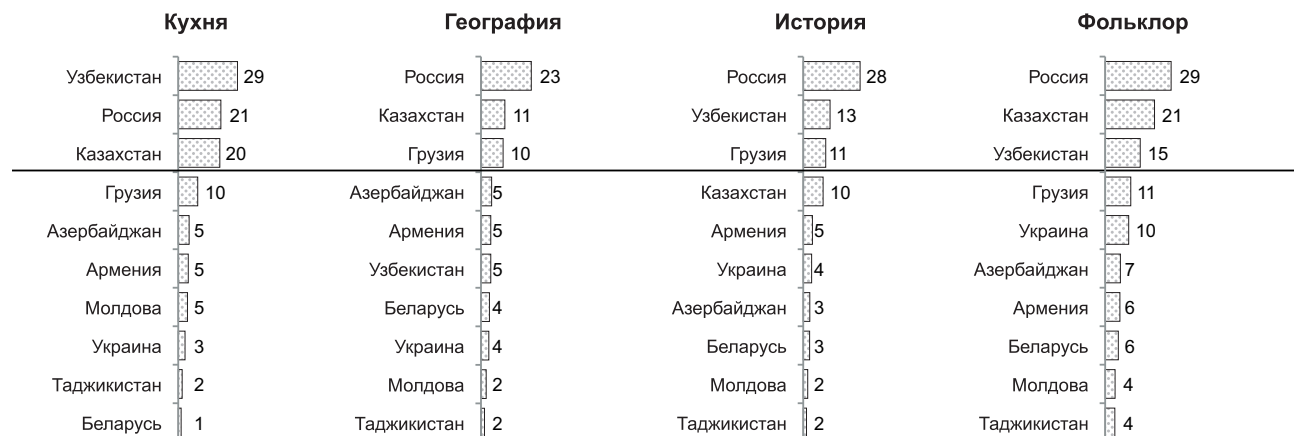 Кухня География История Фольклор
Узбекистан 29 Россия 23 Россия 28 Россия 29
Россия 21 Казахстан 11 Узбекистан 13 Казахстан 21
Казахстан 20 Грузия 10 Грузия 11 Узбекистан 15
Грузия 10 Азербайджан 5 Казахстан 10 Грузия 11
Азербайджан 5 Армения 5 Армения 5 Украина 10
Армения 5 Узбекистан 5 Украина 4 Азербайджан 7
Молдова 5 Беларусь 4 Азербайджан 3 Армения 6
Украина 3 Украина 4 Беларусь 3 Беларусь 6
Таджикистан 2 Молдова 2 Молдова 2 Молдова 4
Беларусь 1 Таджикистан 2 Таджикистан 2 Таджикистан 4